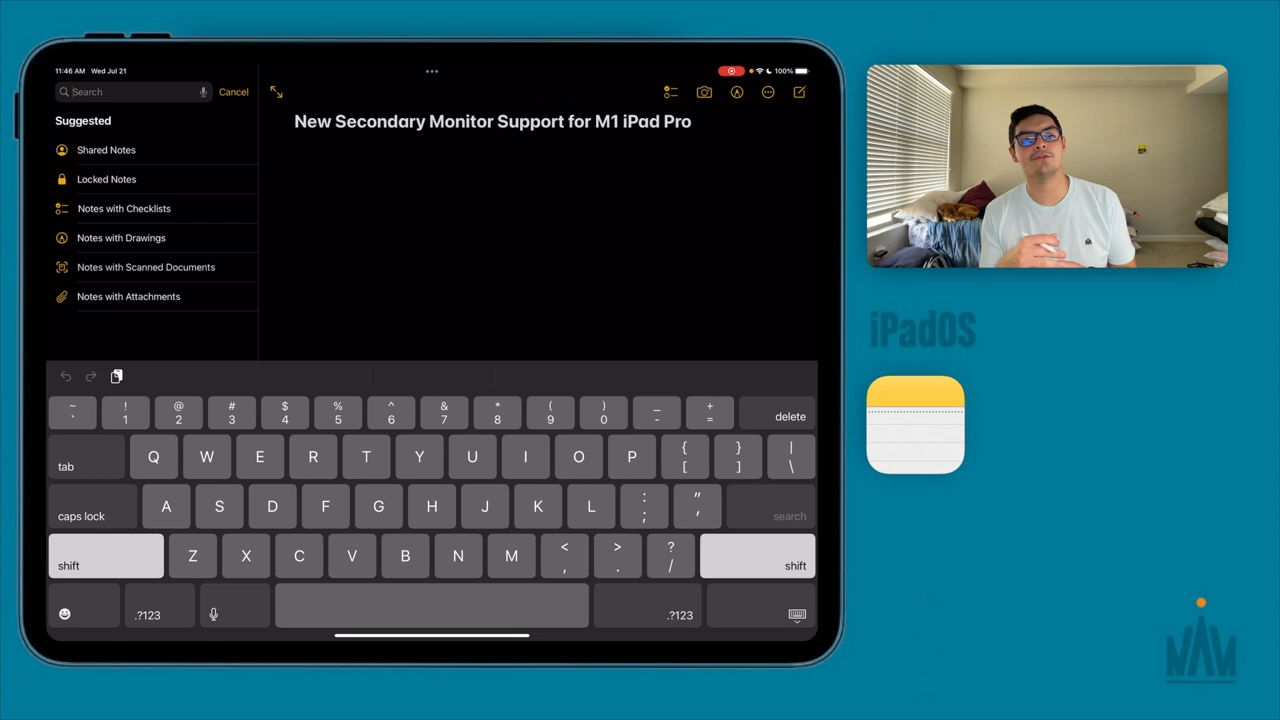 11:46 AM Wed Jul 21
100%
Search
Cancel
Suggested
Shared Notes
Locked Notes
Notes with Checklists
Notes with Drawings
Notes with Scanned Documents
Notes with Attachments
New Secondary Monitor Support for M1 iPad Pro
~ ! @ # $ % ^ & * ( ) _ +
` 1 2 3 4 5 6 7 8 9 0 - = delete
tab Q W E R T Y U I O P { [ } ] | \
caps lock A S D F G H J K L : ; " ' search
shift Z X C V B N M < , > . ? / shift
.?123 .?123
iPadOS